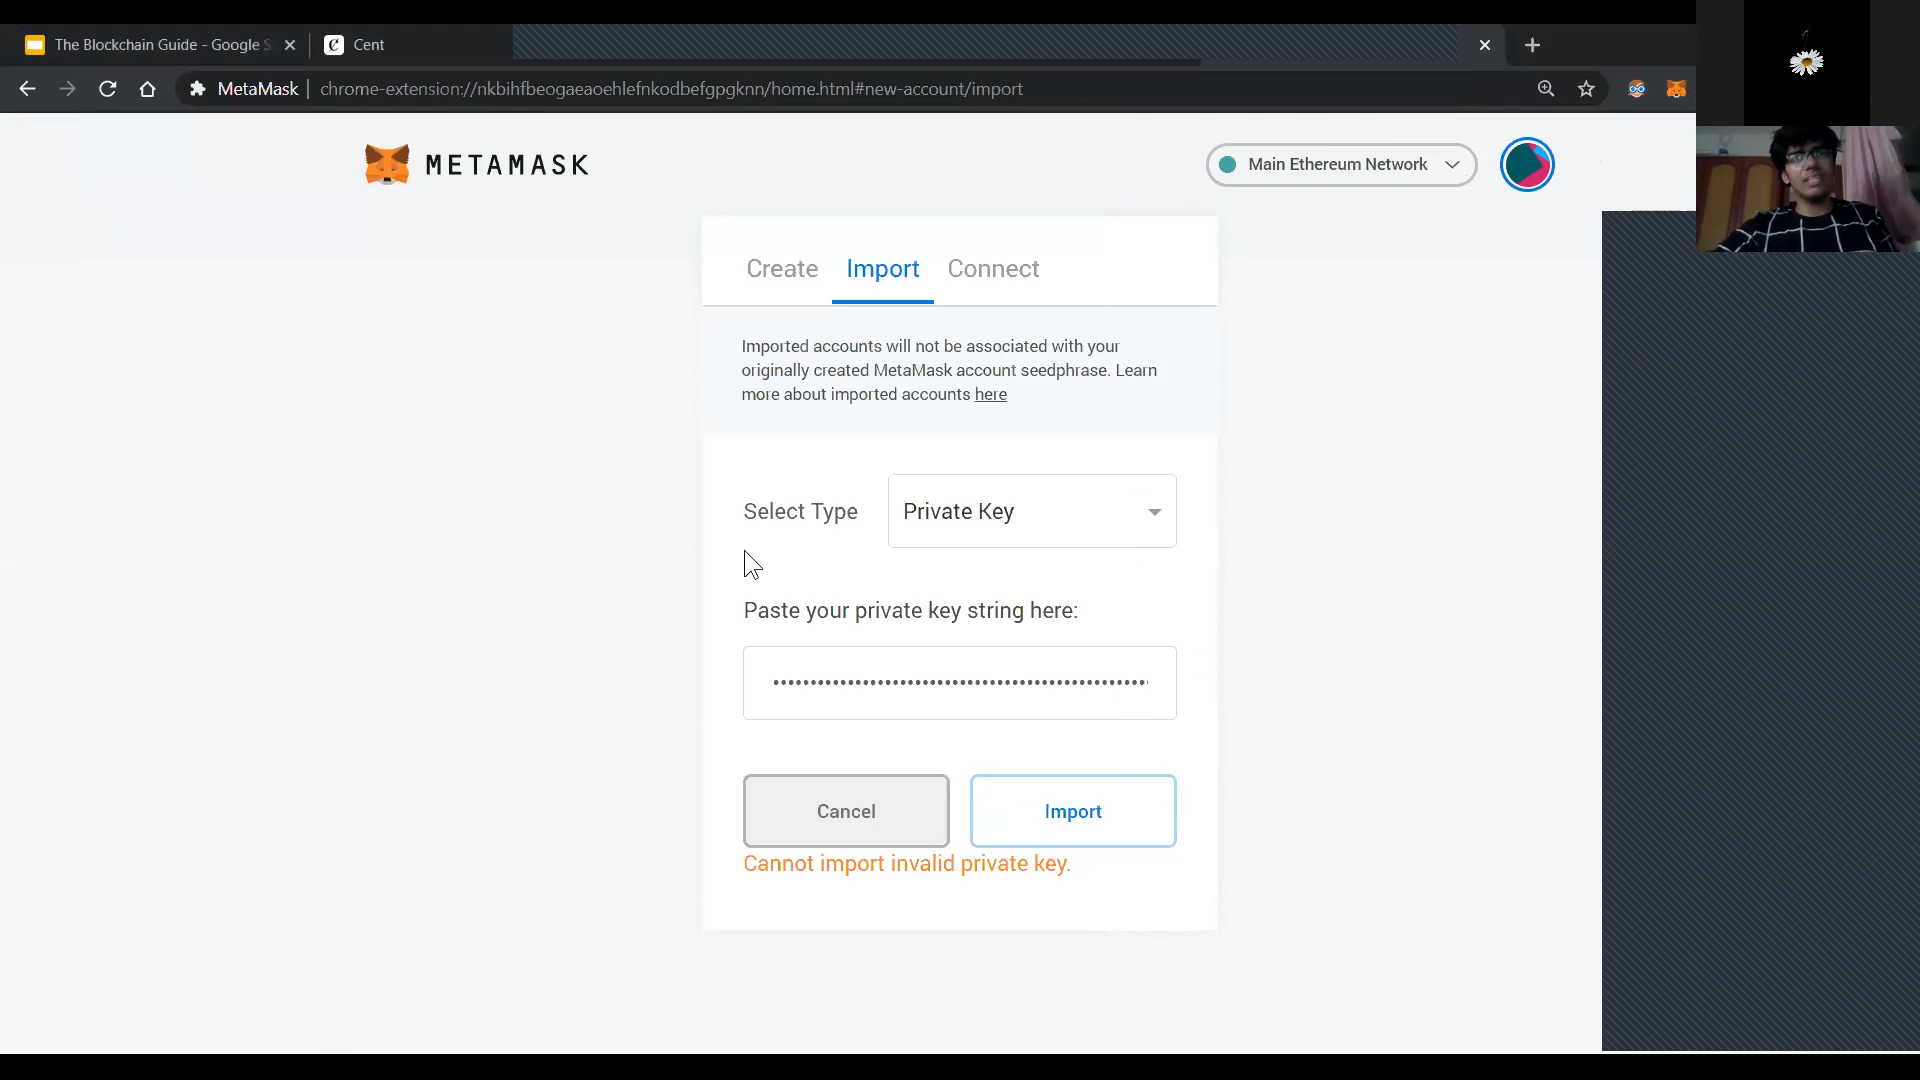 The Blockchain Guide - Google S
Cent
MetaMask
chrome-extension://nkbihfbeogaeaoehlefnkodbefgpgknn/home.html#new-account/import
METAMASK
Main Ethereum Network
Create
Import
Connect
Imported accounts will not be associated with your
originally created MetaMask account seedphrase. Learn
more about imported accounts here
Select Type
Private Key
Paste your private key string here:
Cancel
Import
Cannot import invalid private key.